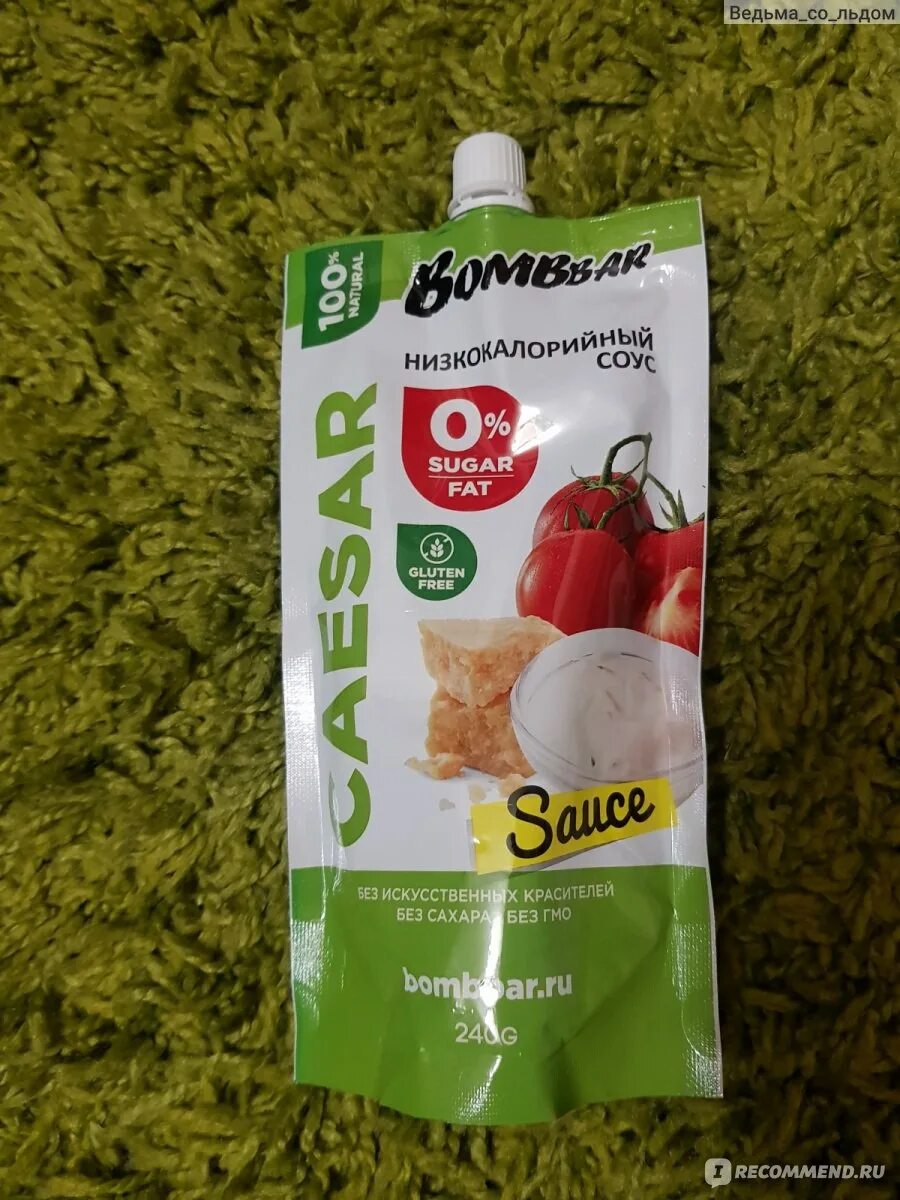 Ведьма_со_льдом
100%
NATURAL
BOMBBAR
НИЗКОКАЛОРИЙНЫЙ
СОУС
0%
SUGAR
FAT
GLUTEN
FREE
CAESAR
Sauce
БЕЗ ИСКУССТВЕННЫХ КРАСИТЕЛЕЙ
БЕЗ САХАРА БЕЗ ГМО
bombbar.ru
240G
IRECOMMEND.RU